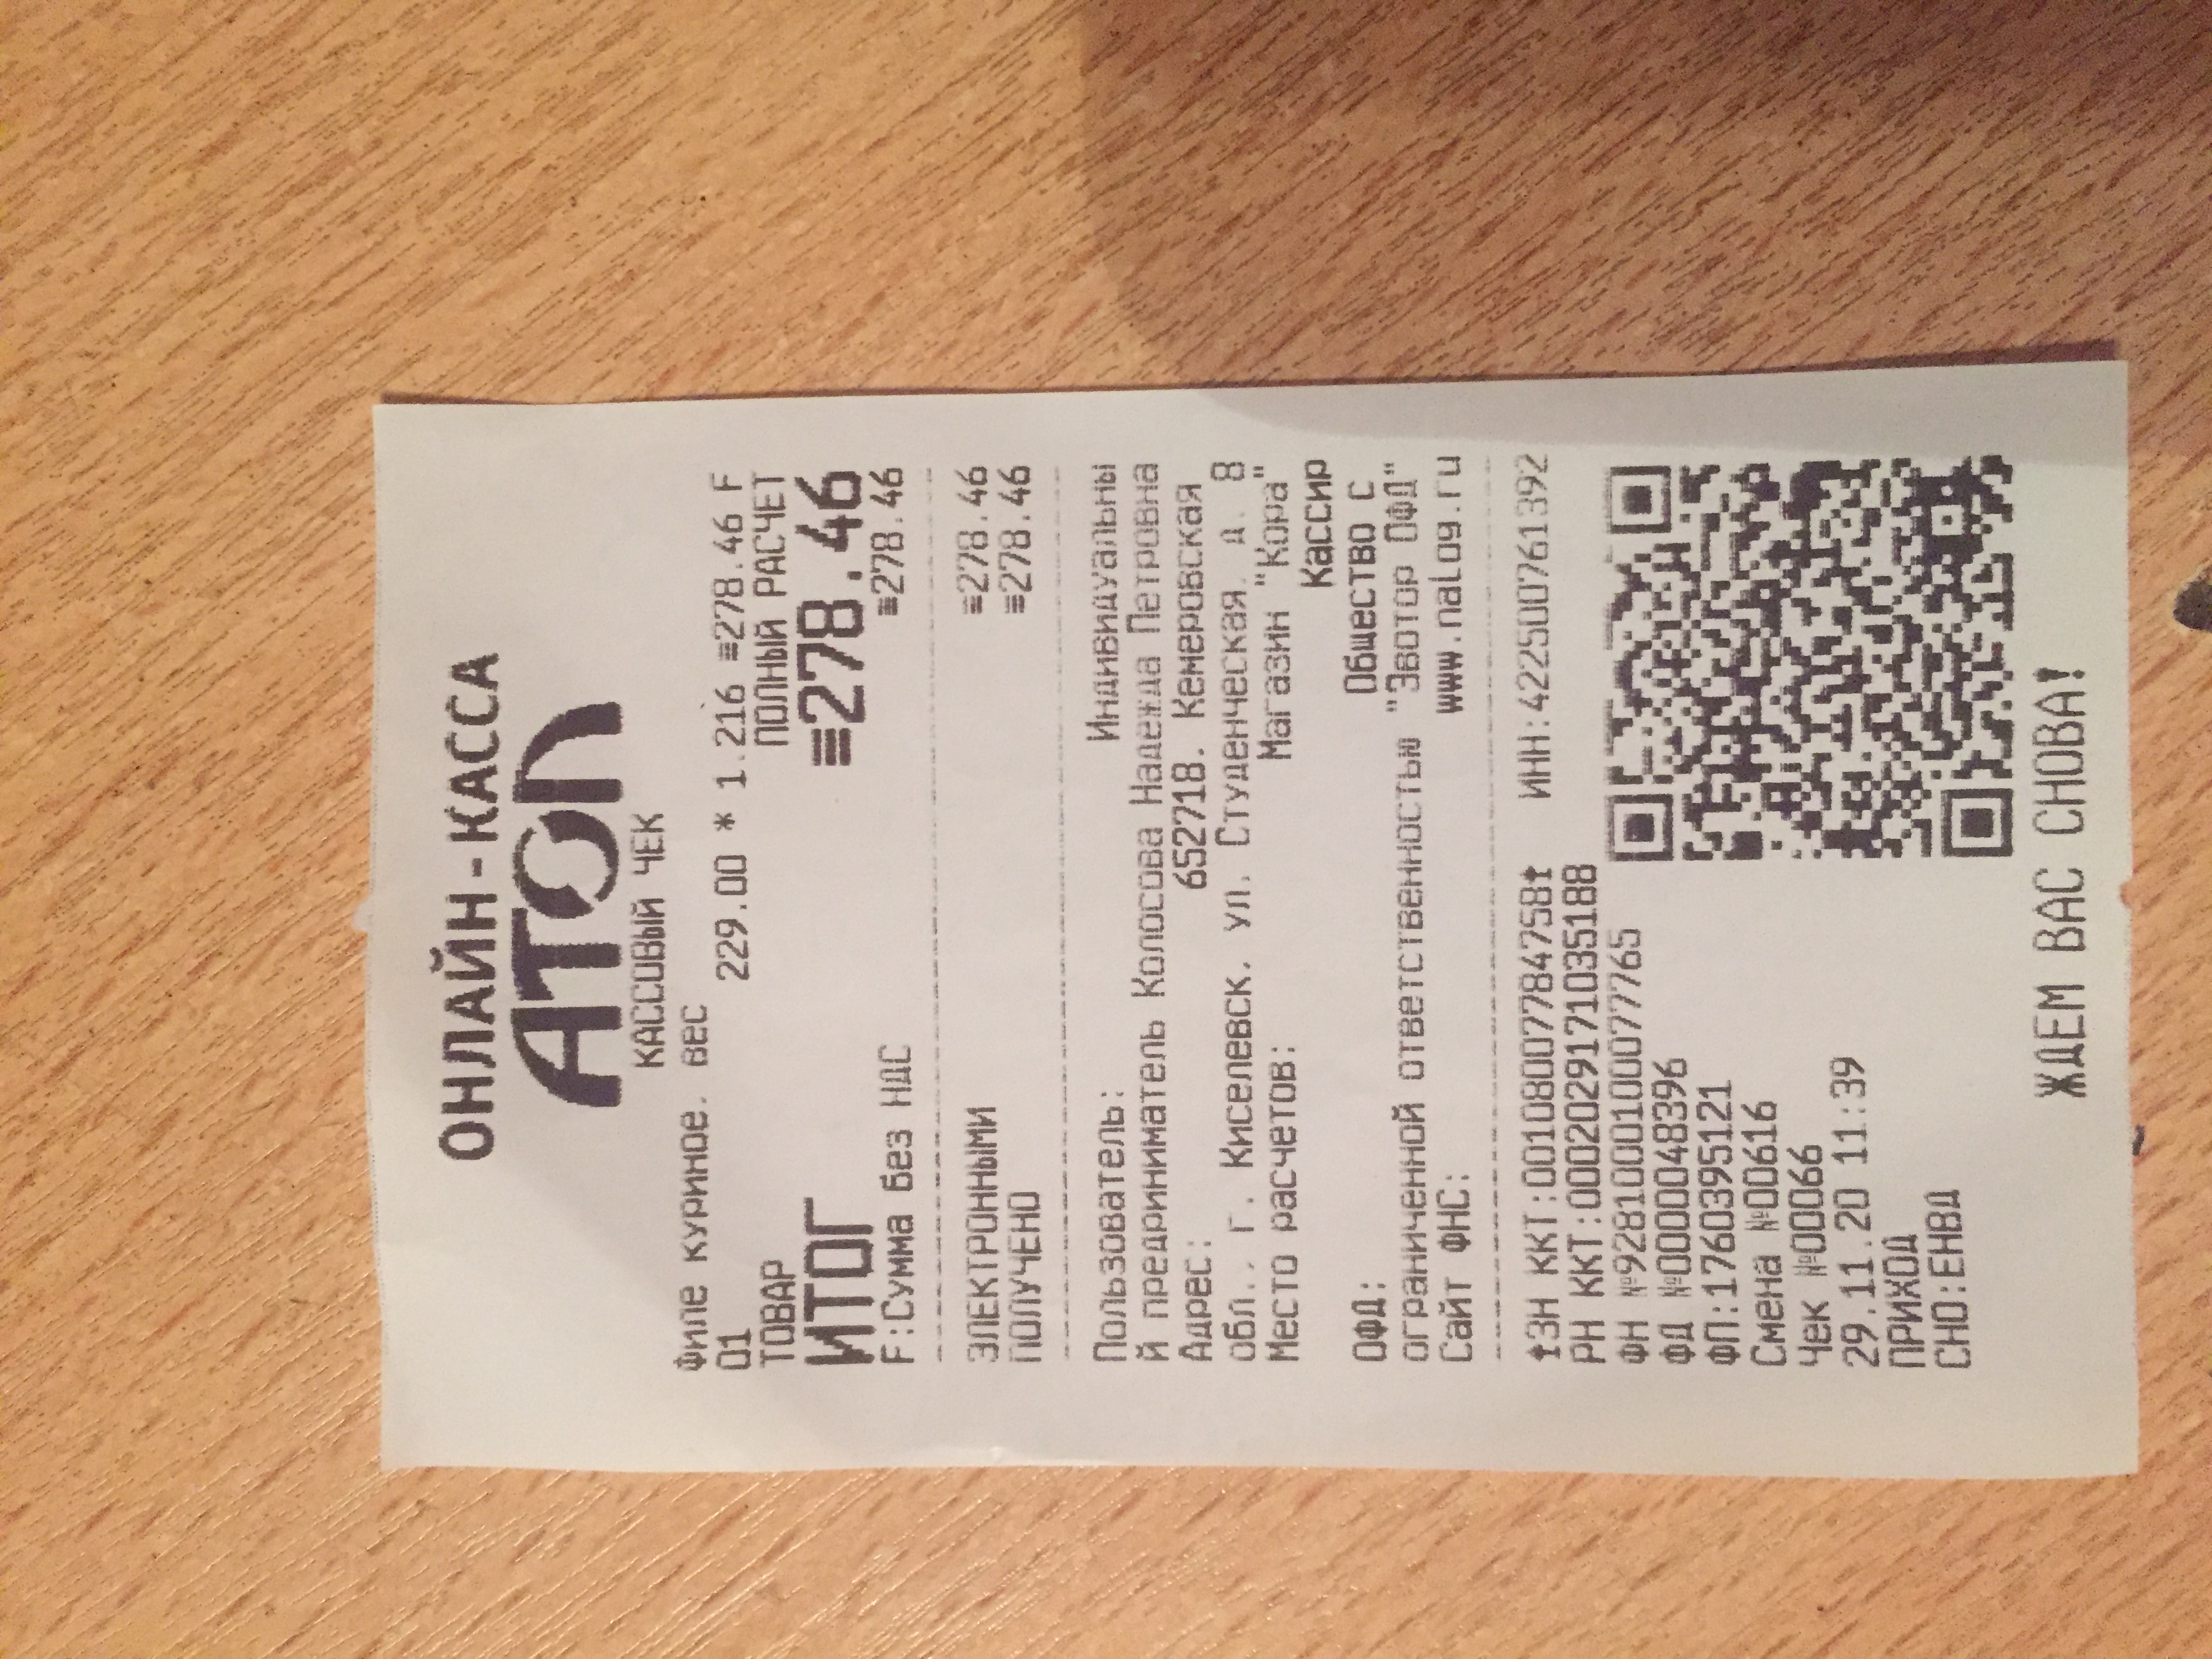 ОНЛАЙН-КАССА
АТОЛ
КАССОВЫЙ ЧЕК
Филе куриное. вес
01 229.00 * 1.216 ≡278.46 F
ТОВАР ПОЛНЫЙ РАСЧЕТ
ИТОГ ≡278.46
F:Сумма без НДС ≡278.46
ЭЛЕКТРОННЫМИ ≡278.46
ПОЛУЧЕНО ≡278.46
Пользователь: Индивидуальны
й предприниматель Колосова Надежда Петровна
Адрес: 652718. Кемеровская
обл., г. Киселевск. ул. Студенческая. д. 8
Место расчетов: Магазин "Кора"
Кассир
ОФД: Общество с
ограниченной ответственностью "Эвотор ОФД"
Сайт ФНС: www.nalog.ru
ЗН ККТ:00108007784758 ИНН:422500761392
РН ККТ:0002029171035188
ФН №9281000100077765
ФД №0000048396
ФП:1760395121
Смена №00616
Чек №00066
29.11.20 11:39
ПРИХОД
СНО:ЕНВД
ЖДЕМ ВАС СНОВА!